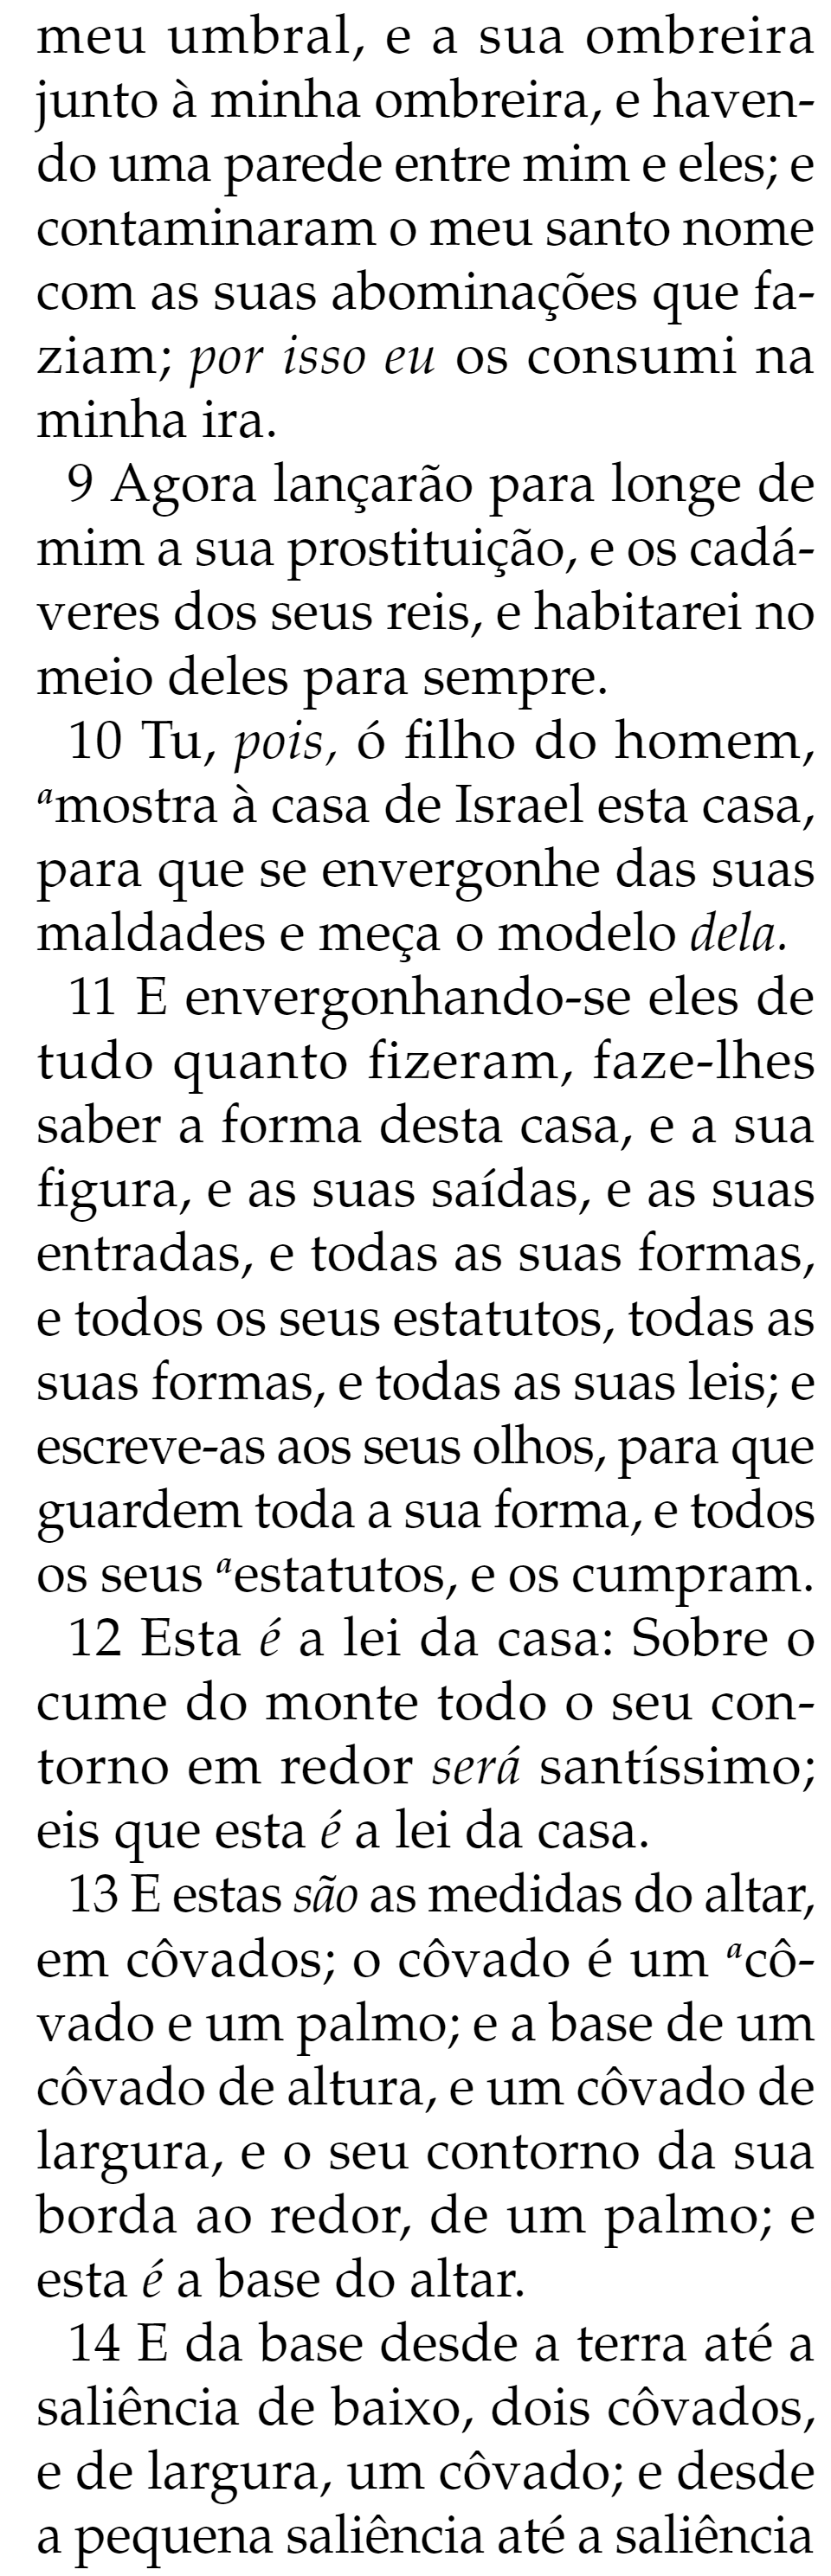 meu umbral, e a sua ombreira
junto à minha ombreira, e haven-
do uma parede entre mim e eles; e
contaminaram o meu santo nome
com as suas abominações que fa-
ziam; por isso eu os consumi na
minha ira.
9 Agora lançarão para longe de
mim a sua prostituição, e os cadá-
veres dos seus reis, e habitarei no
meio deles para sempre.
10 Tu, pois, ó filho do homem,
ᵃmostra à casa de Israel esta casa,
para que se envergonhe das suas
maldades e meça o modelo dela.
11 E envergonhando-se eles de
tudo quanto fizeram, faze-lhes
saber a forma desta casa, e a sua
figura, e as suas saídas, e as suas
entradas, e todas as suas formas,
e todos os seus estatutos, todas as
suas formas, e todas as suas leis; e
escreve-as aos seus olhos, para que
guardem toda a sua forma, e todos
os seus ᵃestatutos, e os cumpram.
12 Esta é a lei da casa: Sobre o
cume do monte todo o seu con-
torno em redor será santíssimo;
eis que esta é a lei da casa.
13 E estas são as medidas do altar,
em côvados; o côvado é um ᵃcô-
vado e um palmo; e a base de um
côvado de altura, e um côvado de
largura, e o seu contorno da sua
borda ao redor, de um palmo; e
esta é a base do altar.
14 E da base desde a terra até a
saliência de baixo, dois côvados,
e de largura, um côvado; e desde
a pequena saliência até a saliência